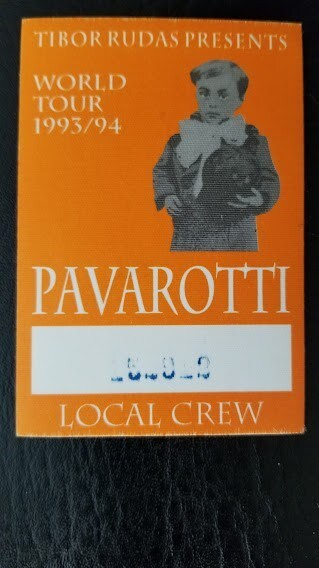 TIBOR RUDAS PRESENTS
WORLD
TOUR
1993/94
PAVAROTTI
LOCAL CREW